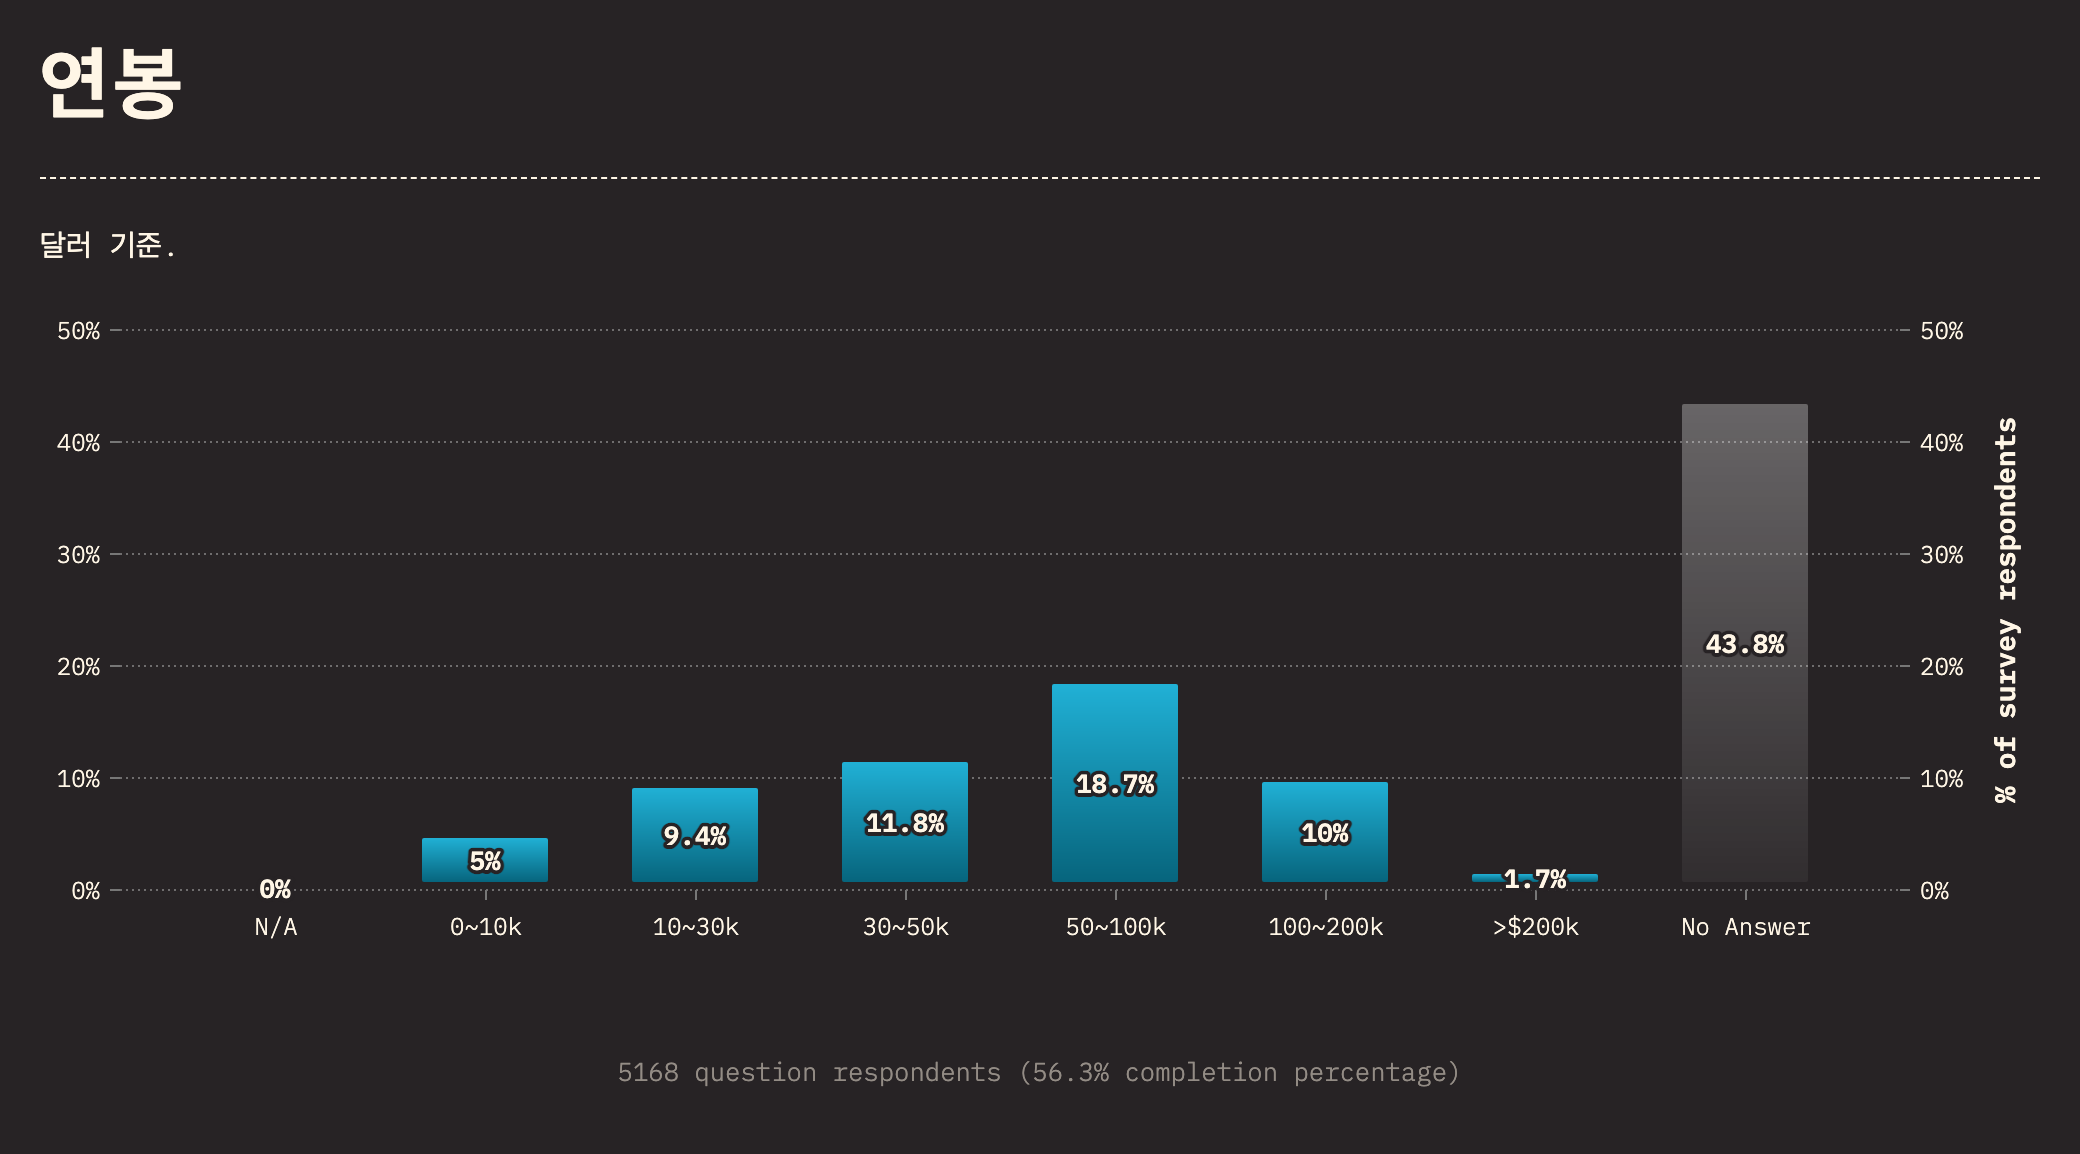 연봉
달러 기준.
50% 50%
40% 40%
30% 30%
20% 20%
10% 10%
0% 0%
% of survey respondents
0% 5% 9.4% 11.8% 18.7% 10% 1.7% 43.8%
N/A 0~10k 10~30k 30~50k 50~100k 100~200k >$200k No Answer
5168 question respondents (56.3% completion percentage)